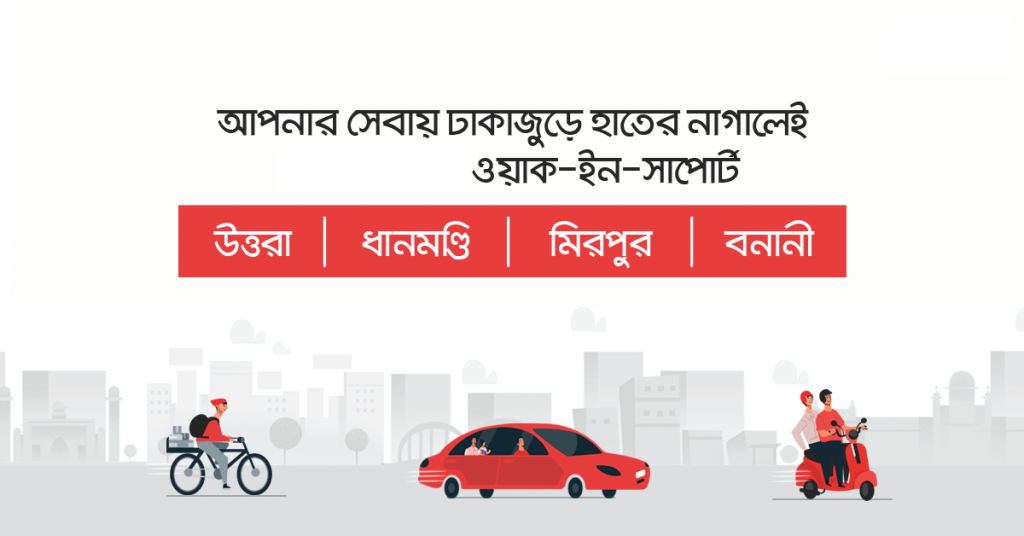 আপনার সেবায় ঢাকাজুড়ে হাতের নাগালেই
ওয়াক-ইন-সাপোর্ট
উত্তরা | ধানমণ্ডি | মিরপুর | বনানী